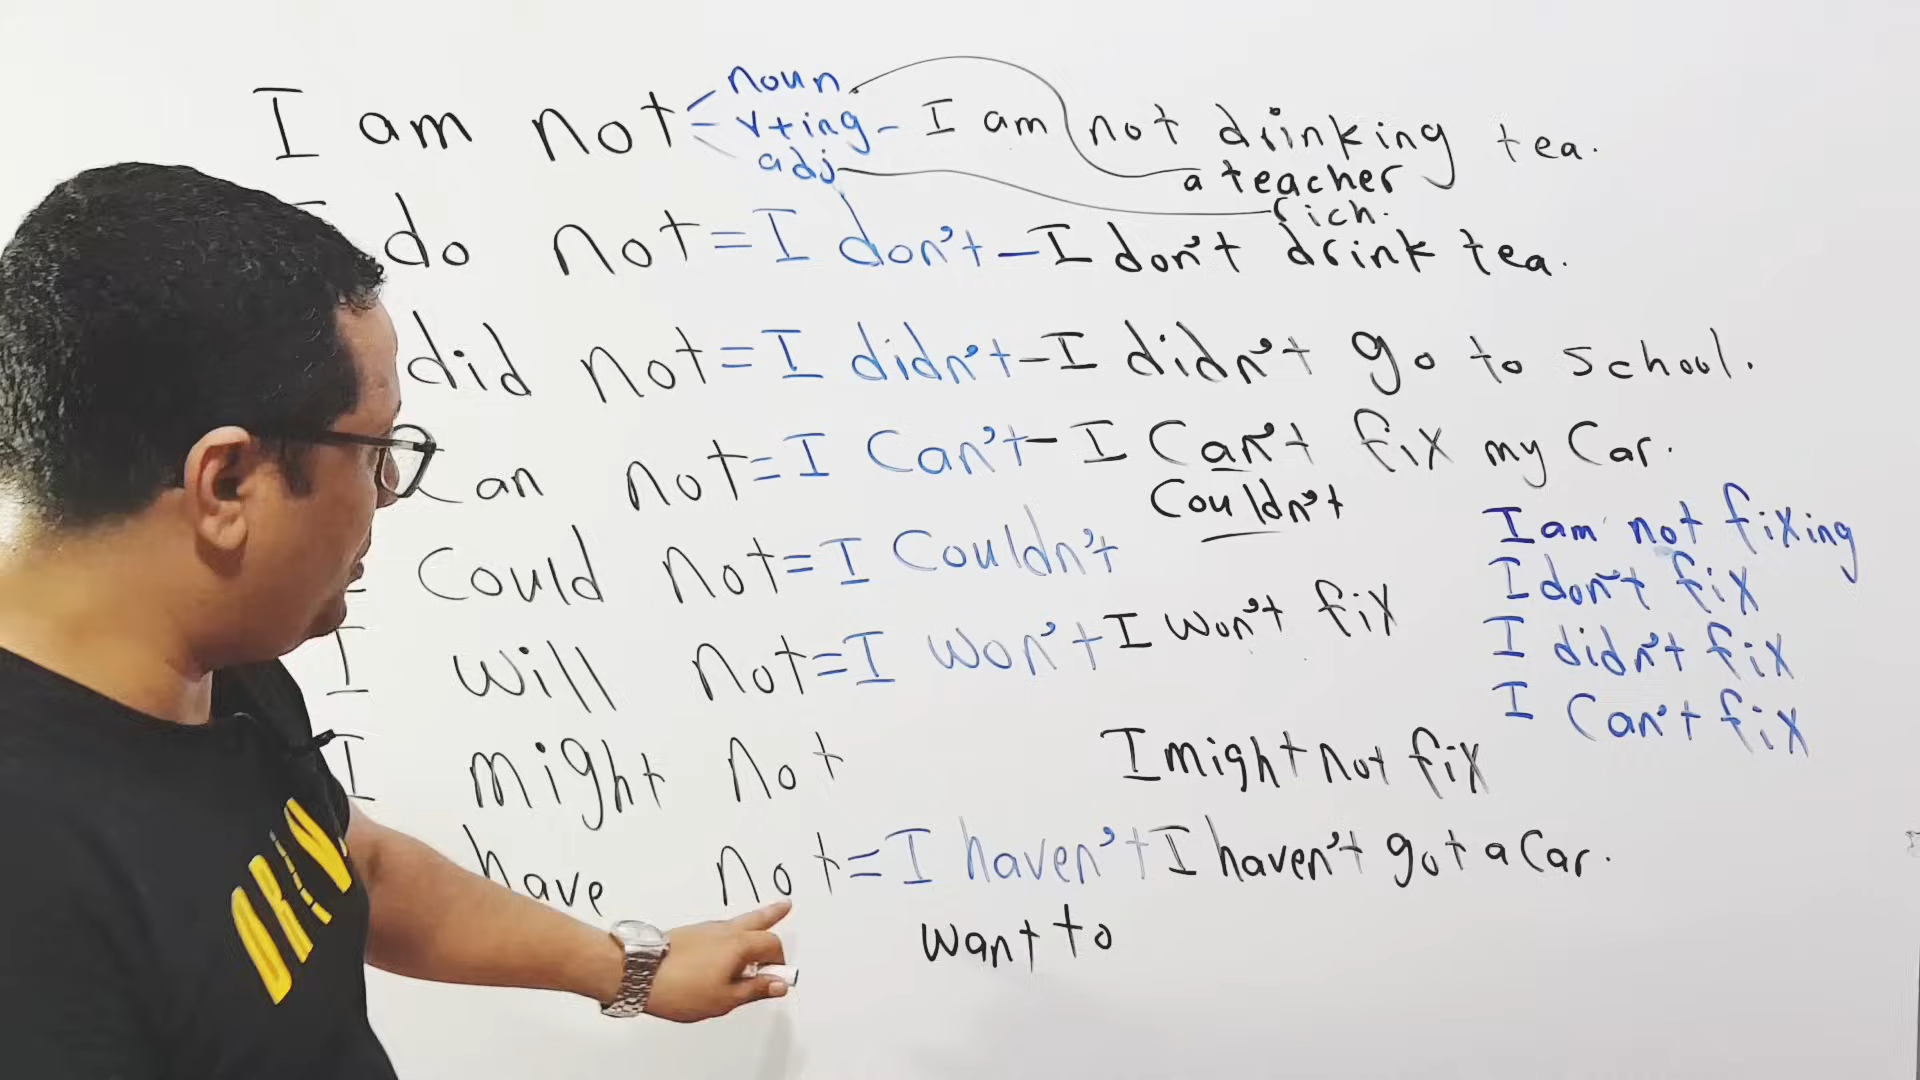 I am not
noun
v+ing - I am not drinking tea.
adj
a teacher
rich.
do not = I don't - I don't drink tea.
did not = I didn't - I didn't go to school.
Can not = I Can't - I Can't fix my Car.
Couldn't
Could not = I Couldn't
I will not = I won't I won't fix
I might not I might not fix
have not = I haven't I haven't got a Car.
want to
I am not fixing
I don't fix
I didn't fix
I Can't fix